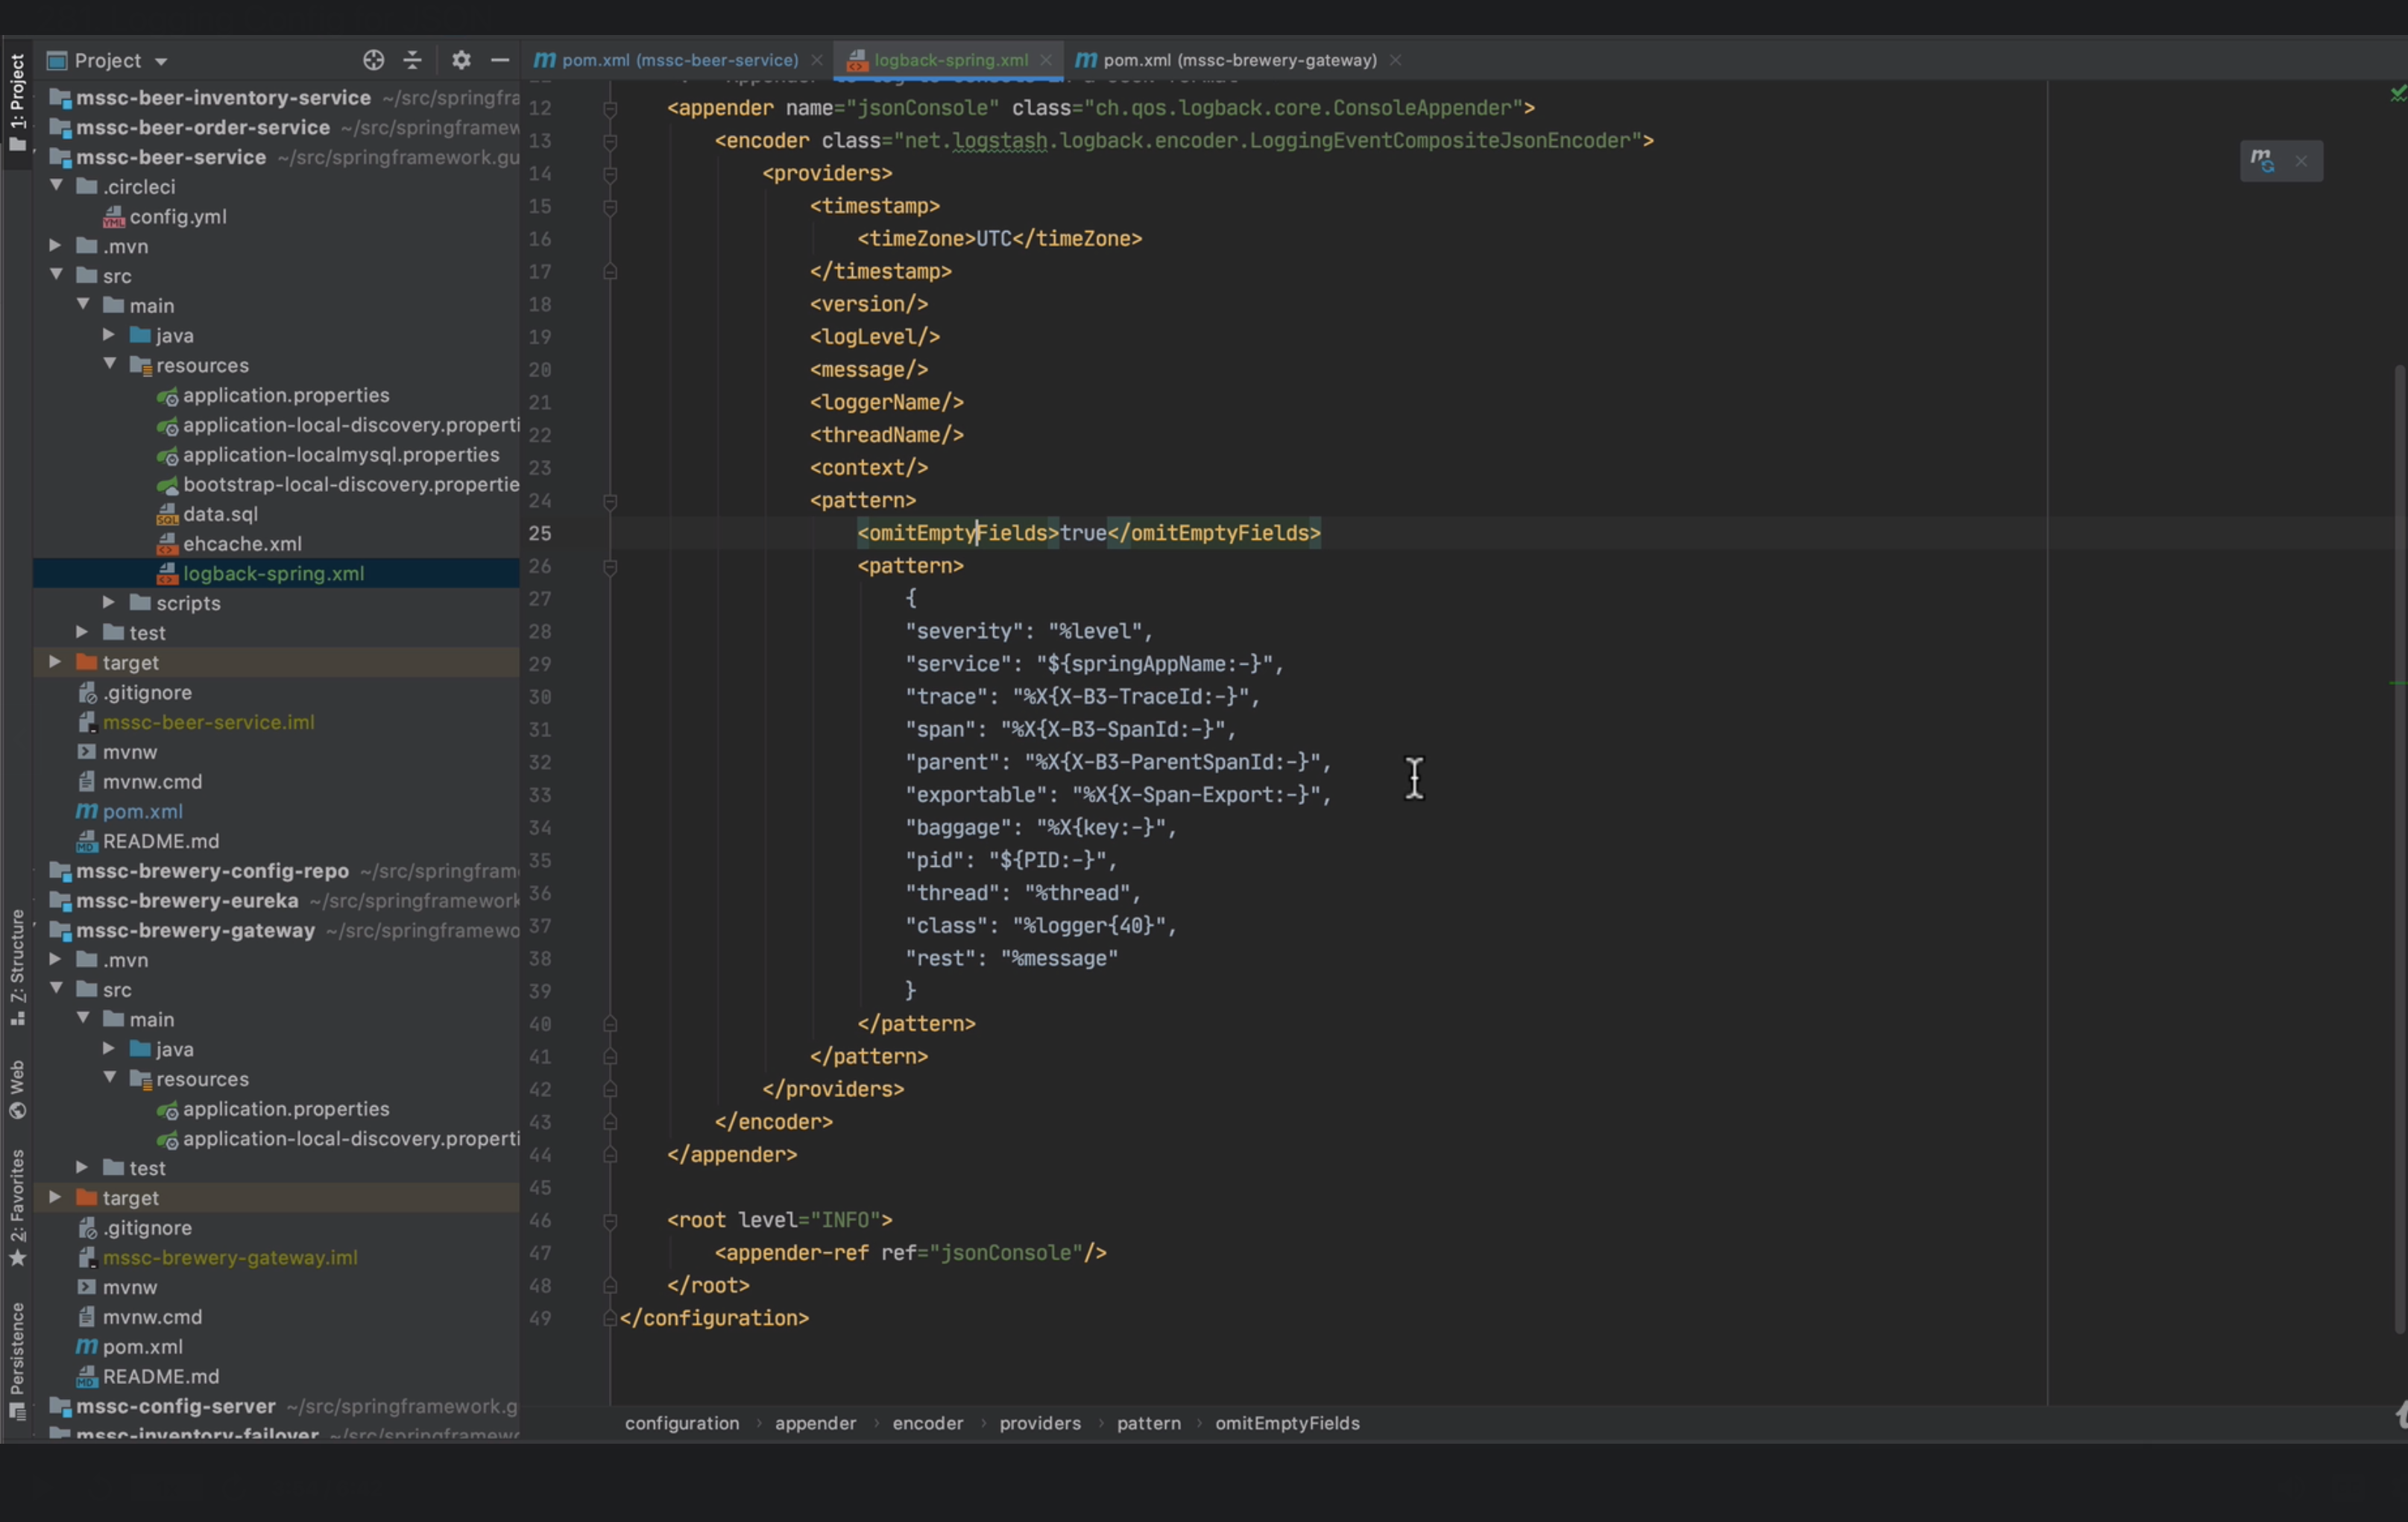 1: Project
Project
pom.xml (mssc-beer-service)
logback-spring.xml
pom.xml (mssc-brewery-gateway)
mssc-beer-inventory-service ~/src/springfra
mssc-beer-order-service ~/src/springframew
mssc-beer-service ~/src/springframework.gu
.circleci
config.yml
.mvn
src
main
java
resources
application.properties
application-local-discovery.properti
application-localmysql.properties
bootstrap-local-discovery.propertie
data.sql
ehcache.xml
logback-spring.xml
scripts
test
target
.gitignore
mssc-beer-service.iml
mvnw
mvnw.cmd
pom.xml
README.md
mssc-brewery-config-repo ~/src/springfram
mssc-brewery-eureka ~/src/springframework
mssc-brewery-gateway ~/src/springframewo
.mvn
src
main
java
resources
application.properties
application-local-discovery.properti
test
target
.gitignore
mssc-brewery-gateway.iml
mvnw
mvnw.cmd
pom.xml
README.md
mssc-config-server ~/src/springframework.g
mssc-inventory-failover ~/src/springframewo
Z: Structure
Web
2: Favorites
Persistence
12 <appender name="jsonConsole" class="ch.qos.logback.core.ConsoleAppender">
13 <encoder class="net.logstash.logback.encoder.LoggingEventCompositeJsonEncoder">
14 <providers>
15 <timestamp>
16 <timeZone>UTC</timeZone>
17 </timestamp>
18 <version/>
19 <logLevel/>
20 <message/>
21 <loggerName/>
22 <threadName/>
23 <context/>
24 <pattern>
25 <omitEmptyFields>true</omitEmptyFields>
26 <pattern>
27 {
28 "severity": "%level",
29 "service": "${springAppName:-}",
30 "trace": "%X{X-B3-TraceId:-}",
31 "span": "%X{X-B3-SpanId:-}",
32 "parent": "%X{X-B3-ParentSpanId:-}",
33 "exportable": "%X{X-Span-Export:-}",
34 "baggage": "%X{key:-}",
35 "pid": "${PID:-}",
36 "thread": "%thread",
37 "class": "%logger{40}",
38 "rest": "%message"
39 }
40 </pattern>
41 </pattern>
42 </providers>
43 </encoder>
44 </appender>
45
46 <root level="INFO">
47 <appender-ref ref="jsonConsole"/>
48 </root>
49 </configuration>
configuration › appender › encoder › providers › pattern › omitEmptyFields